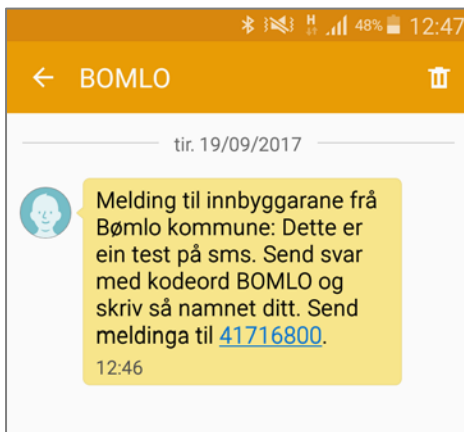 48% 12:47
BOMLO
tir. 19/09/2017
Melding til innbyggarane frå
Bømlo kommune: Dette er
ein test på sms. Send svar
med kodeord BOMLO og
skriv så namnet ditt. Send
meldinga til 41716800.
12:46